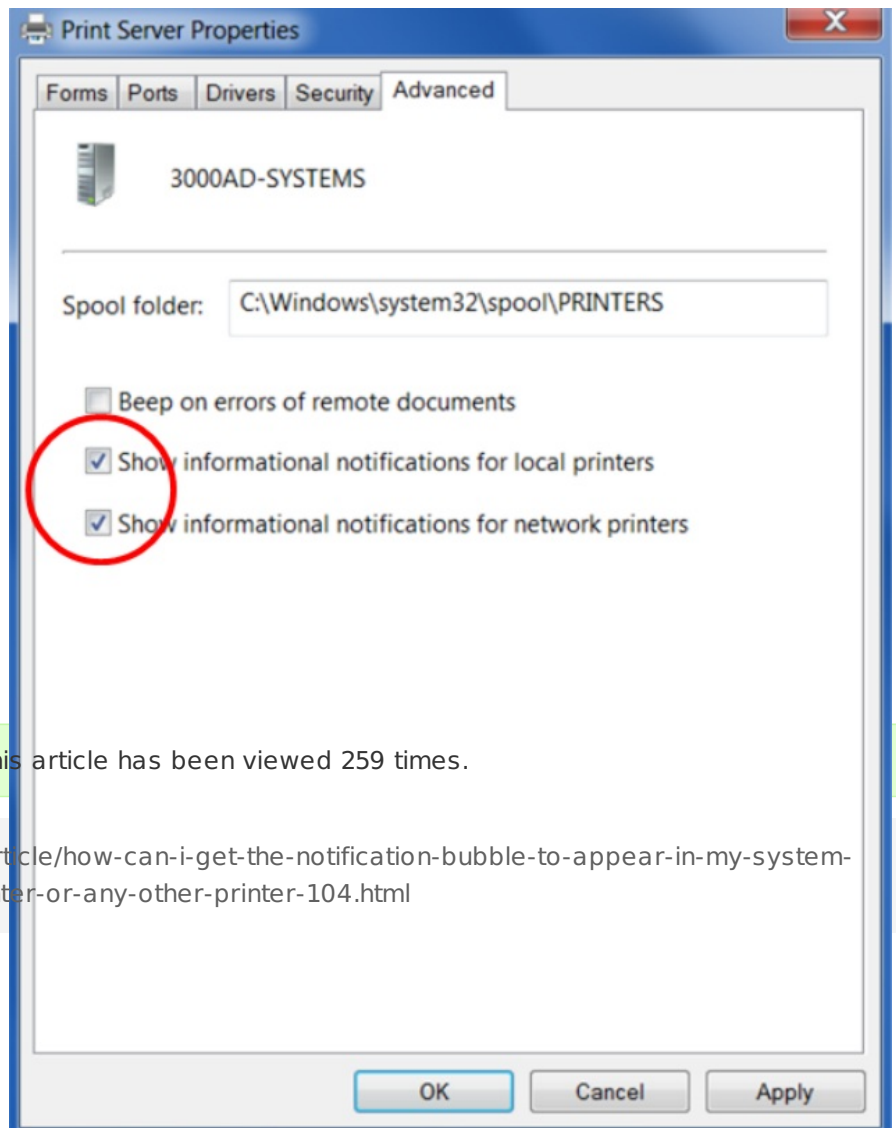 Print Server Properties
Forms Ports Drivers Security Advanced
3000AD-SYSTEMS
Spool folder: C:\Windows\system32\spool\PRINTERS
Beep on errors of remote documents
Show informational notifications for local printers
Show informational notifications for network printers
article has been viewed 259 times.
/how-can-i-get-the-notification-bubble-to-appear-in-my-system-
-or-any-other-printer-104.html
OK Cancel Apply